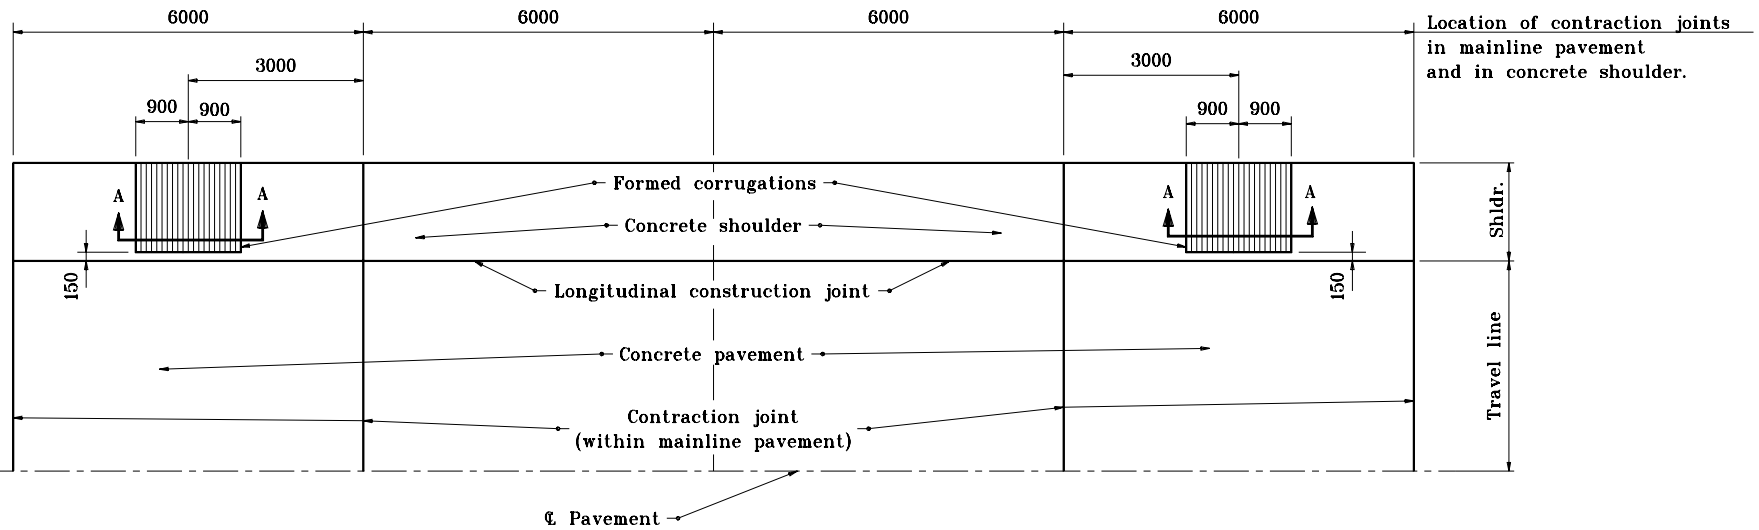 6000 6000 6000 6000
Location of contraction joints
in mainline pavement
and in concrete shoulder.
3000 3000
900 900 900 900
A A A A
Formed corrugations
Concrete shoulder
Shldr.
150 150
Longitudinal construction joint
Concrete pavement
Travel line
Contraction joint
(within mainline pavement)
℄ Pavement